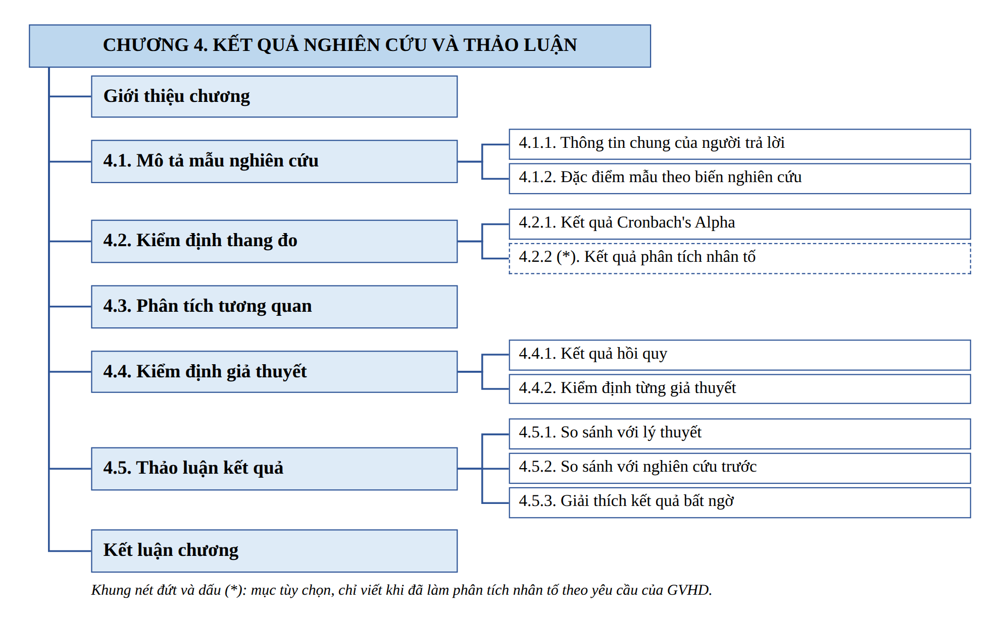 CHƯƠNG 4. KẾT QUẢ NGHIÊN CỨU VÀ THẢO LUẬN
Giới thiệu chương
4.1. Mô tả mẫu nghiên cứu
4.1.1. Thông tin chung của người trả lời
4.1.2. Đặc điểm mẫu theo biến nghiên cứu
4.2. Kiểm định thang đo
4.2.1. Kết quả Cronbach's Alpha
4.2.2 (*). Kết quả phân tích nhân tố
4.3. Phân tích tương quan
4.4. Kiểm định giả thuyết
4.4.1. Kết quả hồi quy
4.4.2. Kiểm định từng giả thuyết
4.5. Thảo luận kết quả
4.5.1. So sánh với lý thuyết
4.5.2. So sánh với nghiên cứu trước
4.5.3. Giải thích kết quả bất ngờ
Kết luận chương
Khung nét đứt và dấu (*): mục tùy chọn, chỉ viết khi đã làm phân tích nhân tố theo yêu cầu của GVHD.